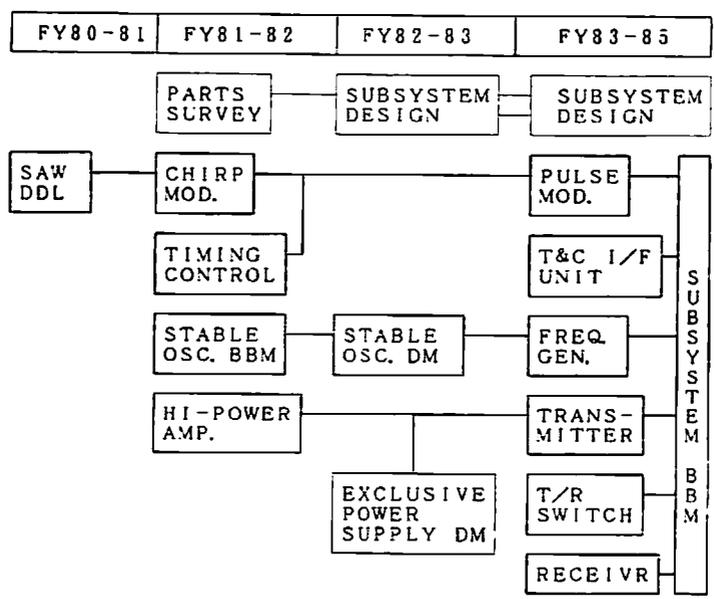 FY80-81 FY81-82 FY82-83 FY83-85
PARTS
SURVEY
SUBSYSTEM
DESIGN
SUBSYSTEM
DESIGN
SAW
DDL
CHIRP
MOD.
PULSE
MOD.
TIMING
CONTROL
T&C I/F
UNIT
STABLE
OSC. BBM
STABLE
OSC. DM
FREQ.
GEN.
HI-POWER
AMP.
TRANS-
MITTER
EXCLUSIVE
POWER
SUPPLY DM
T/R
SWITCH
RECEIVR
SUBSYSTEM BBM